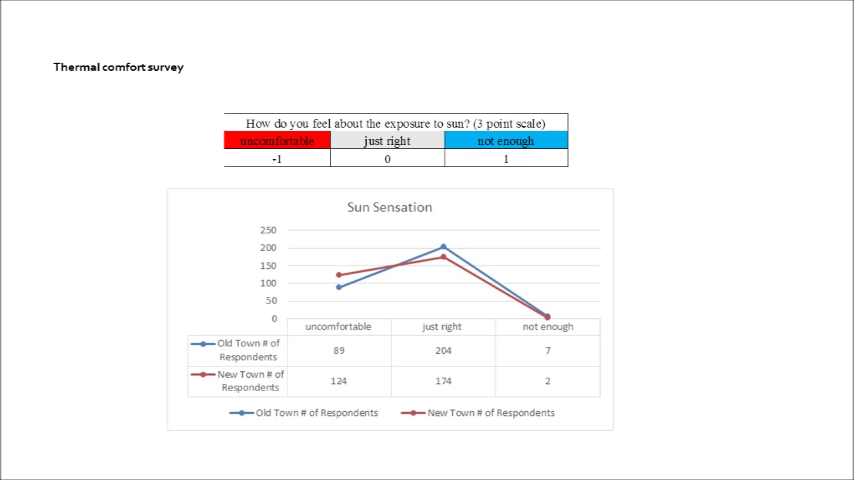 Thermal comfort survey
How do you feel about the exposure to sun? (3 point scale)
uncomfortable just right not enough
-1 0 1
Sun Sensation
250
200
150
100
50
0
uncomfortable just right not enough
Old Town # of Respondents 89 204 7
New Town # of Respondents 124 174 2
Old Town # of Respondents New Town # of Respondents